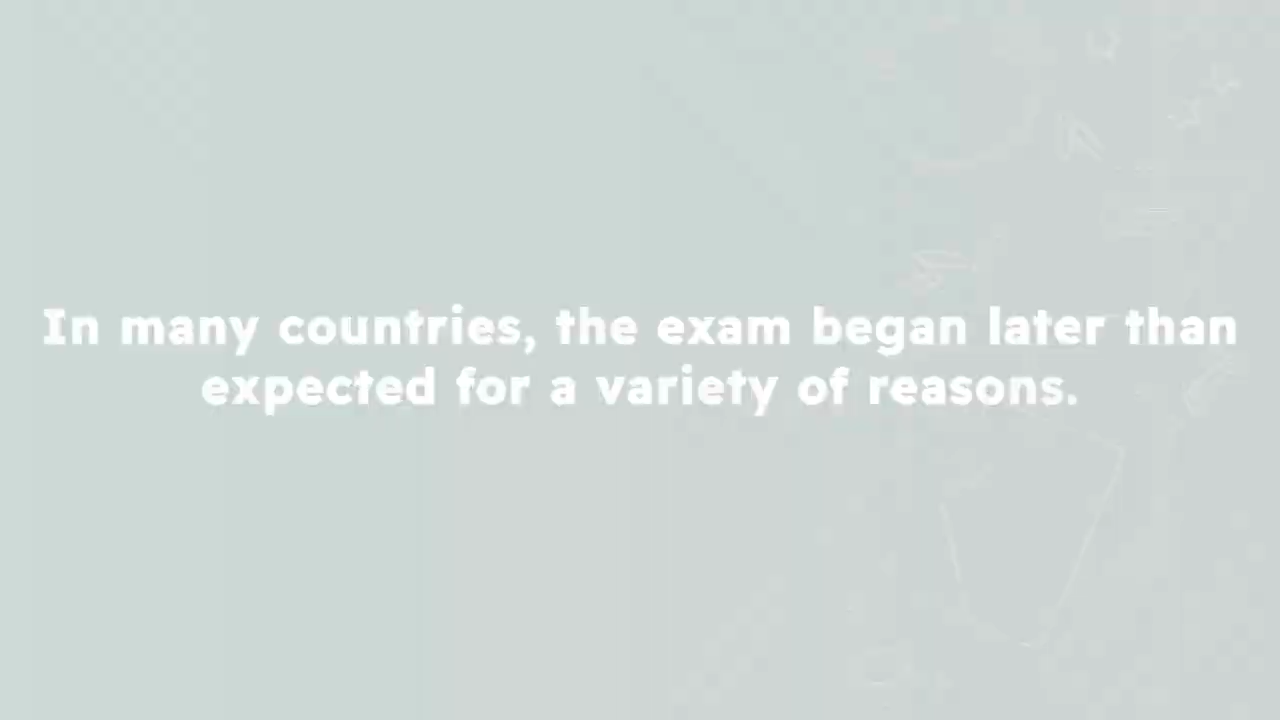 In many countries, the exam began later than
expected for a variety of reasons.